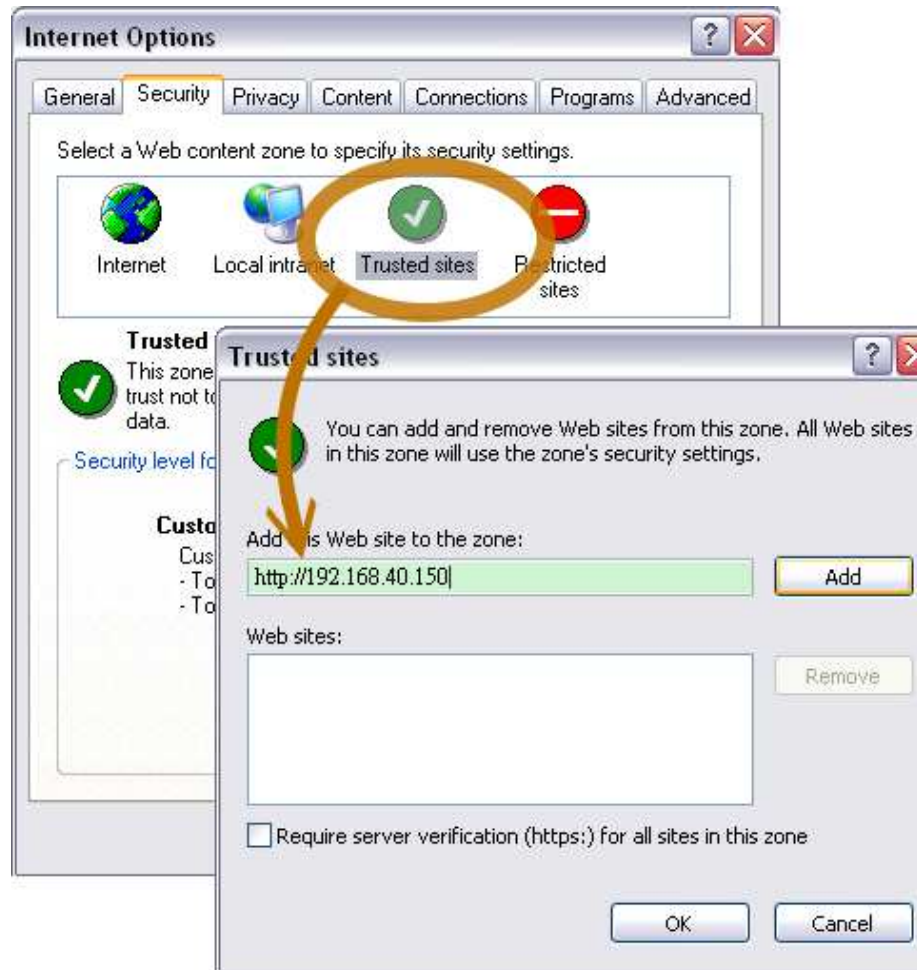 Internet Options
General Security Privacy Content Connections Programs Advanced
Select a Web content zone to specify its security settings.
Internet Local intranet Trusted sites Restricted
sites
Trusted
This zone
trust not to
data.
Security level fo
Custo
Cus
- To
- To
Trusted sites
You can add and remove Web sites from this zone. All Web sites
in this zone will use the zone's security settings.
Add this Web site to the zone:
http://192.168.40.150
Add
Web sites:
Remove
Require server verification (https:) for all sites in this zone
OK Cancel